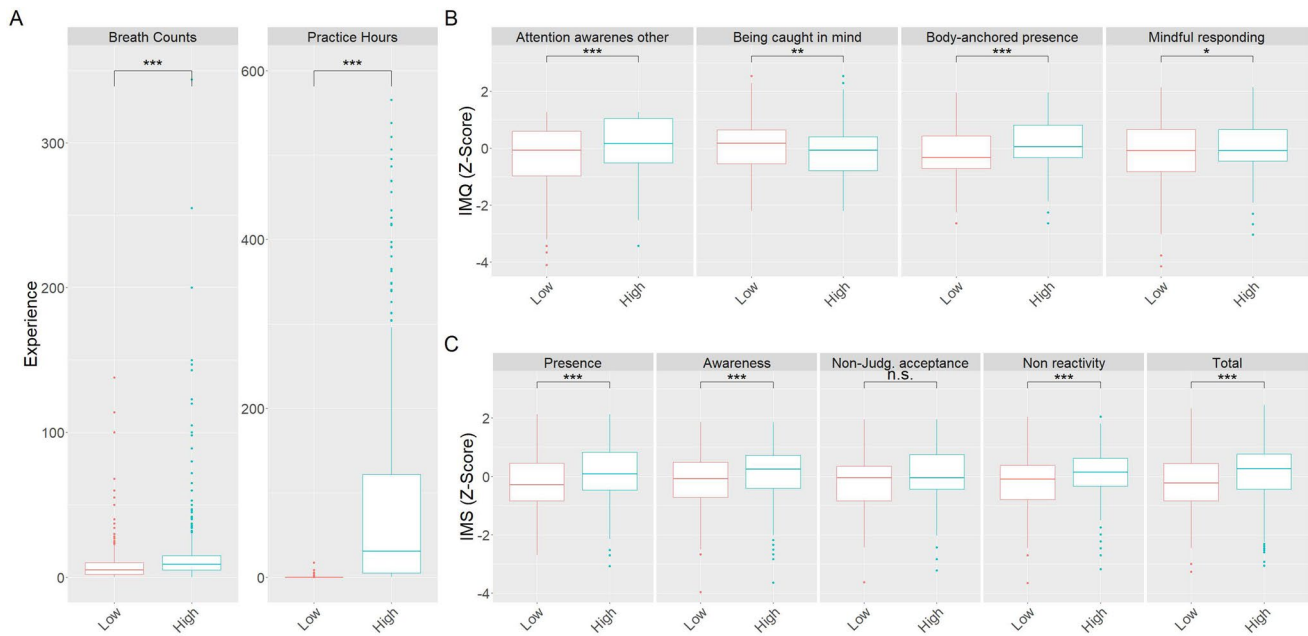 A
Breath Counts
Practice Hours
***
***
Experience
300
200
100
0
600
400
200
0
Low
High
Low
High
B
Attention awarenes other
Being caught in mind
Body-anchored presence
Mindful responding
***
**
***
*
IMQ (Z-Score)
2
0
-2
-4
Low
High
Low
High
Low
High
Low
High
C
Presence
Awareness
Non-Judg. acceptance
Non reactivity
Total
***
***
n.s.
***
***
IMS (Z-Score)
2
0
-2
-4
Low
High
Low
High
Low
High
Low
High
Low
High